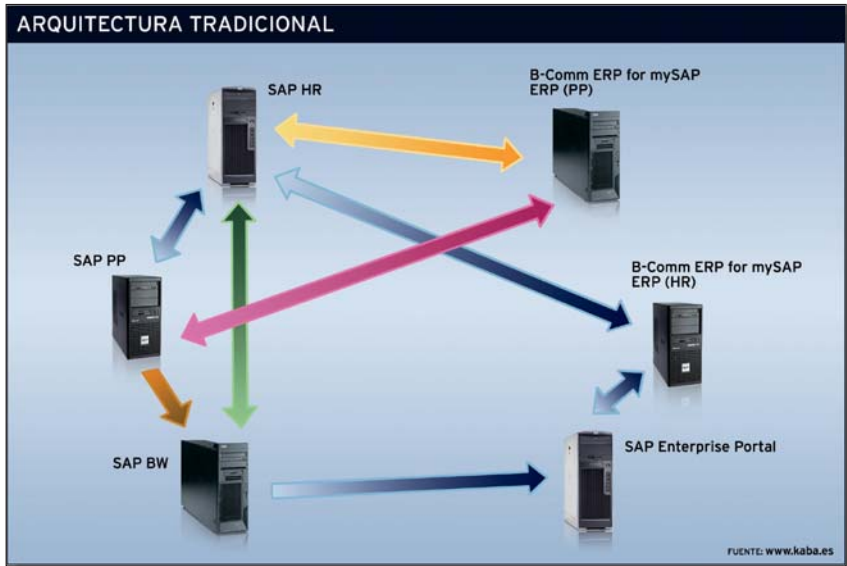 ARQUITECTURA TRADICIONAL
SAP HR
B-Comm ERP for mySAP
ERP (PP)
SAP PP
B-Comm ERP for mySAP
ERP (HR)
SAP BW
SAP Enterprise Portal
FUENTE: www.kaba.es